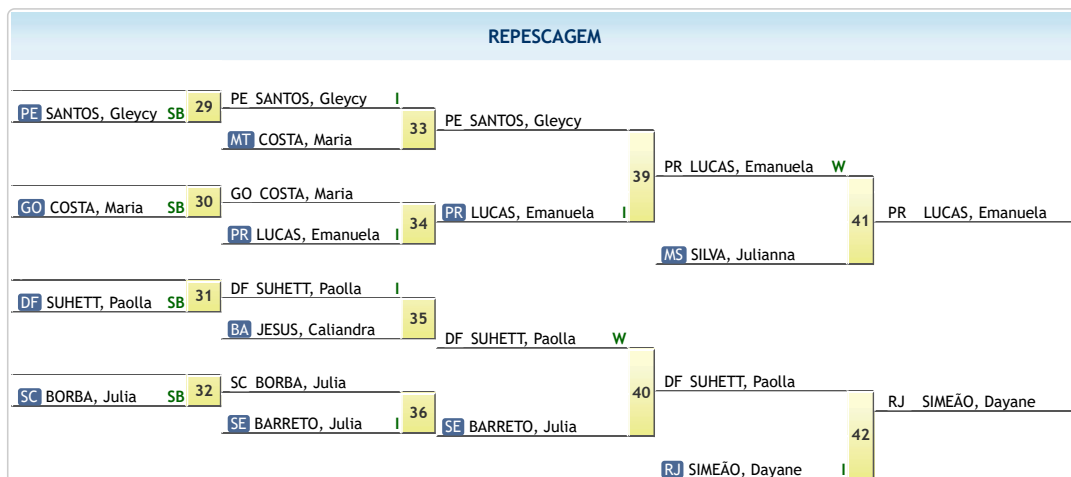 REPESCAGEM
PE SANTOS, Gleycy SB 29 PE SANTOS, Gleycy I
MT COSTA, Maria 33 PE SANTOS, Gleycy
GO COSTA, Maria SB 30 GO COSTA, Maria
PR LUCAS, Emanuela I 34 PR LUCAS, Emanuela I
39 PR LUCAS, Emanuela W
MS SILVA, Julianna 41 PR LUCAS, Emanuela
DF SUHETT, Paolla SB 31 DF SUHETT, Paolla I
BA JESUS, Caliandra 35 DF SUHETT, Paolla W
SC BORBA, Julia SB 32 SC BORBA, Julia
SE BARRETO, Julia I 36 SE BARRETO, Julia
40 DF SUHETT, Paolla
RJ SIMEÃO, Dayane I 42 RJ SIMEÃO, Dayane